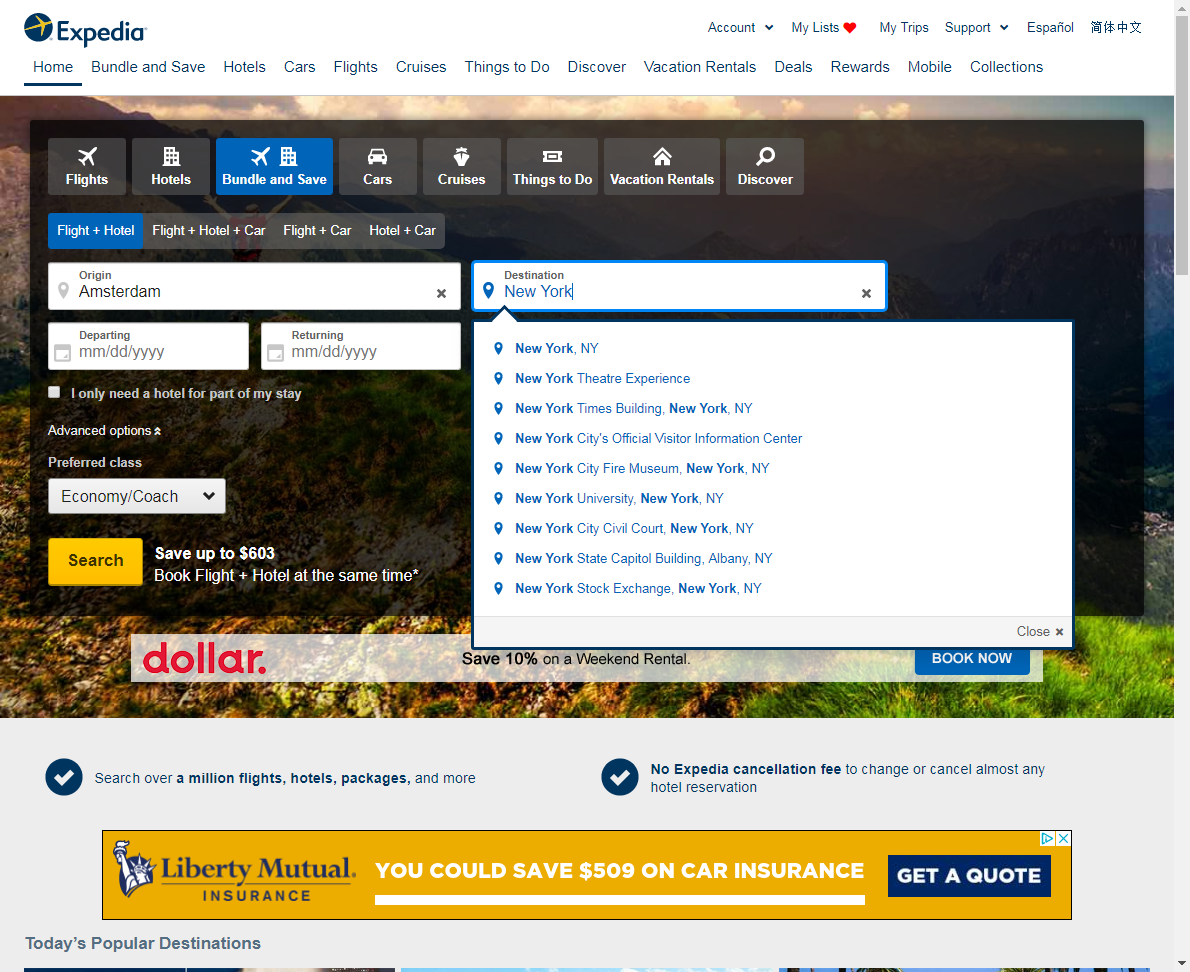 Expedia
Account
My Lists
My Trips
Support
Español
简体中文
Home
Bundle and Save
Hotels
Cars
Flights
Cruises
Things to Do
Discover
Vacation Rentals
Deals
Rewards
Mobile
Collections
Flights
Hotels
Bundle and Save
Cars
Cruises
Things to Do
Vacation Rentals
Discover
Flight + Hotel
Flight + Hotel + Car
Flight + Car
Hotel + Car
Origin
Amsterdam
Destination
New York
Departing
mm/dd/yyyy
Returning
mm/dd/yyyy
I only need a hotel for part of my stay
Advanced options
Preferred class
Economy/Coach
Search
Save up to $603
Book Flight + Hotel at the same time*
New York, NY
New York Theatre Experience
New York Times Building, New York, NY
New York City's Official Visitor Information Center
New York City Fire Museum, New York, NY
New York University, New York, NY
New York City Civil Court, New York, NY
New York State Capitol Building, Albany, NY
New York Stock Exchange, New York, NY
Close
dollar.
Save 10% on a Weekend Rental.
BOOK NOW
Search over a million flights, hotels, packages, and more
No Expedia cancellation fee to change or cancel almost any
hotel reservation
Liberty Mutual.
INSURANCE
YOU COULD SAVE $509 ON CAR INSURANCE
GET A QUOTE
Today's Popular Destinations